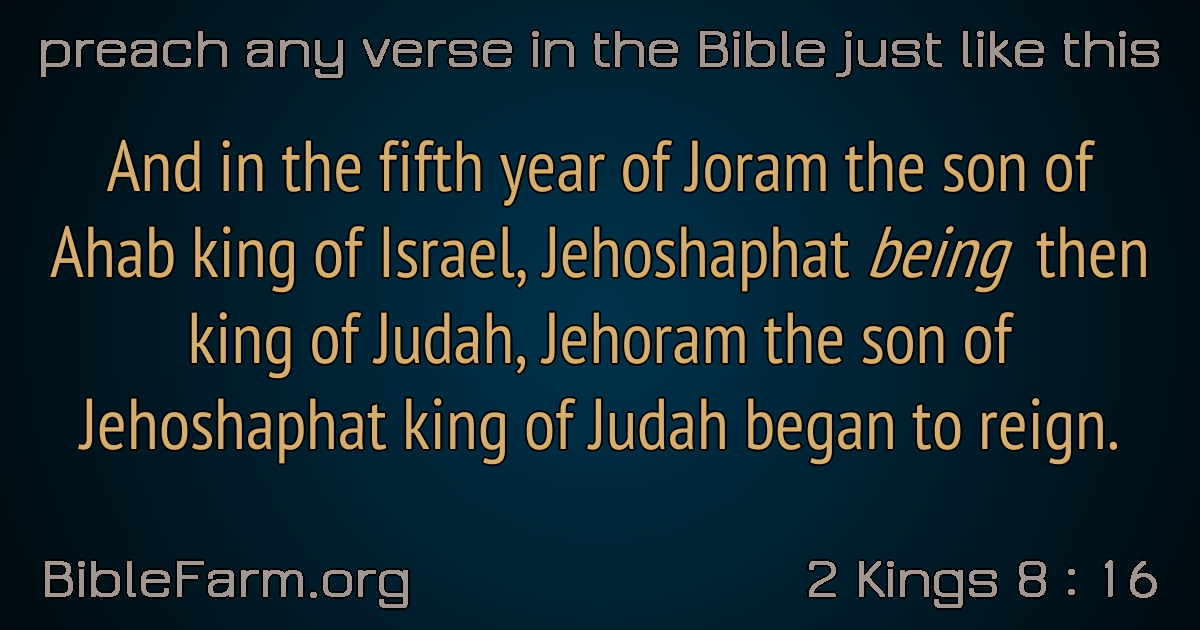 preach any verse in the Bible just like this
And in the fifth year of Joram the son of
Ahab king of Israel, Jehoshaphat being then
king of Judah, Jehoram the son of
Jehoshaphat king of Judah began to reign.
BibleFarm.org
2 Kings 8 : 16